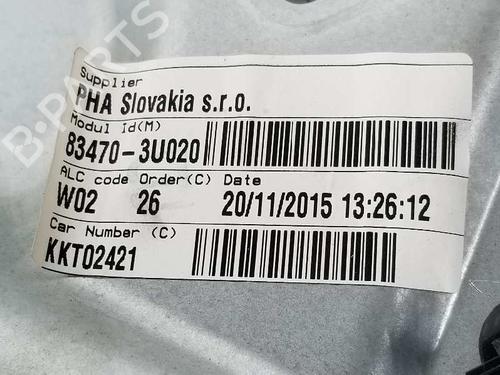 Supplier
PHA Slovakia s.r.o.
Modul Id(M)
83470-3U020
ALC code Order(C) Date
W02 26 20/11/2015 13:26:12
Car Number (C)
KKT02421
B-PARTS